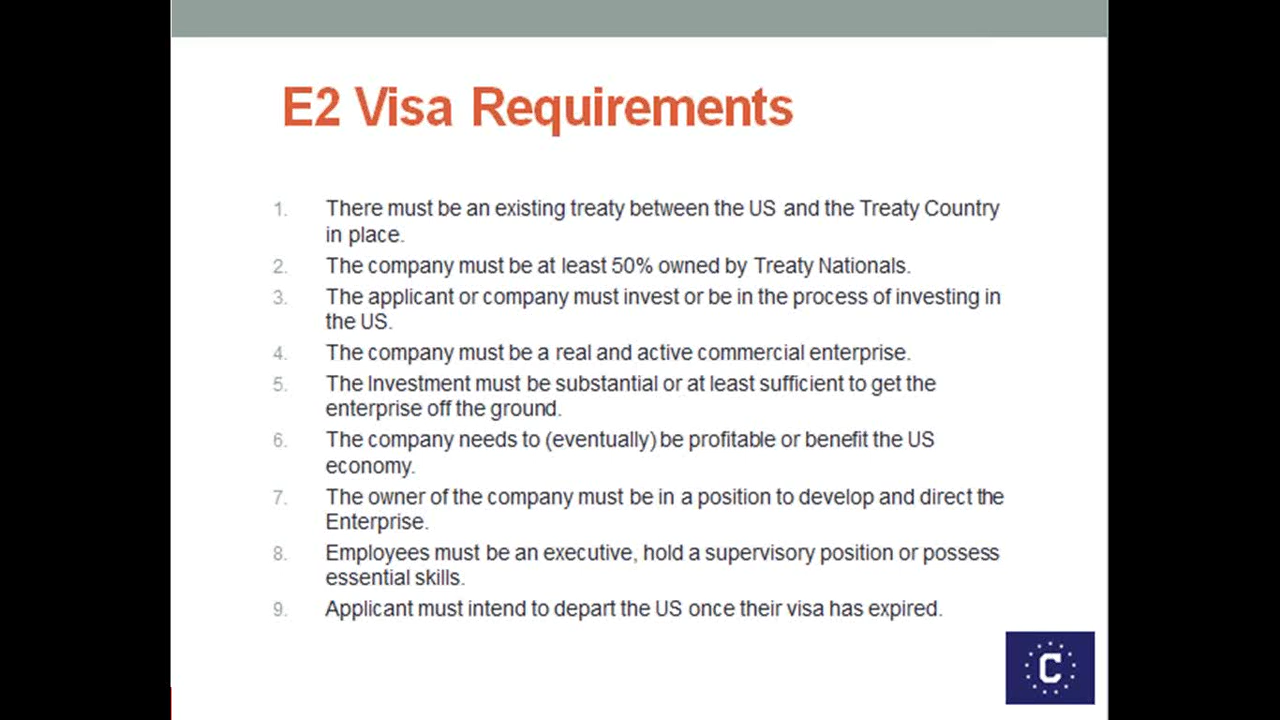 E2 Visa Requirements
1. There must be an existing treaty between the US and the Treaty Country
in place.
2. The company must be at least 50% owned by Treaty Nationals.
3. The applicant or company must invest or be in the process of investing in
the US.
4. The company must be a real and active commercial enterprise.
5. The Investment must be substantial or at least sufficient to get the
enterprise off the ground.
6. The company needs to (eventually) be profitable or benefit the US
economy.
7. The owner of the company must be in a position to develop and direct the
Enterprise.
8. Employees must be an executive, hold a supervisory position or possess
essential skills.
9. Applicant must intend to depart the US once their visa has expired.
C